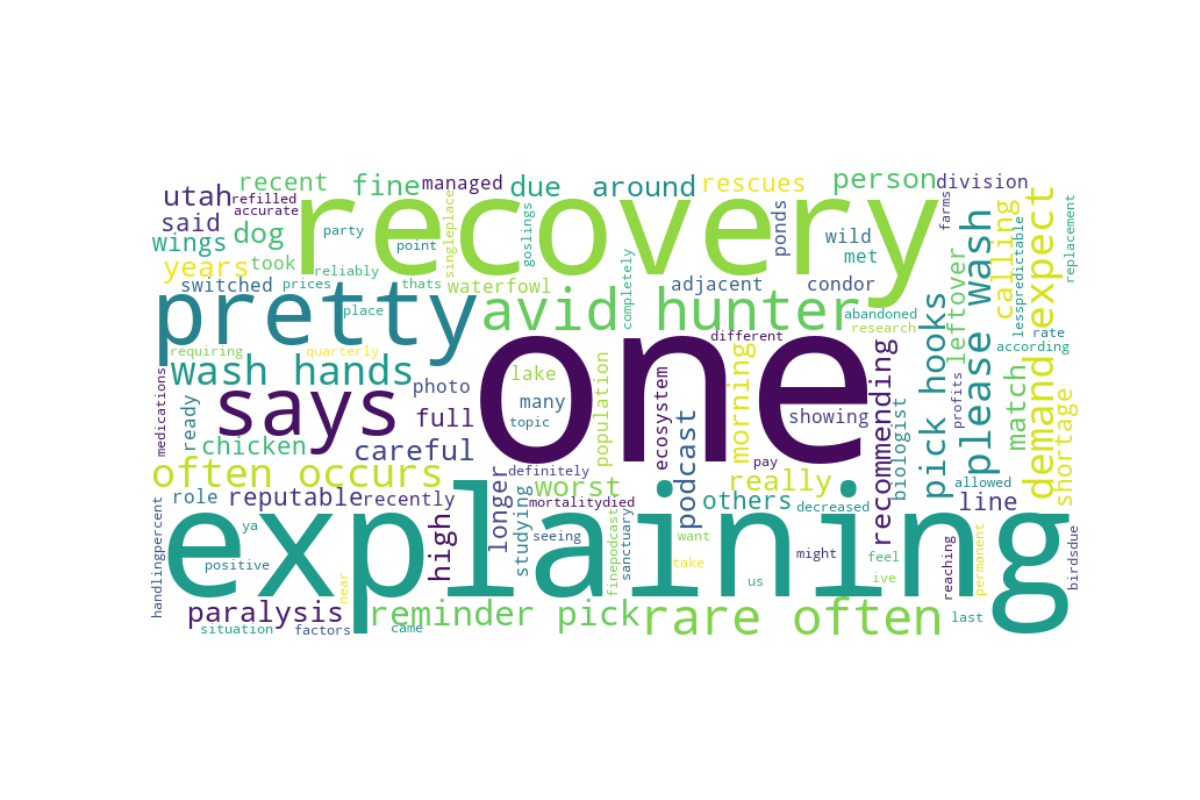 recovery
one
explaining
pretty
says
avid hunter
wash hands
often occurs
rare often
reminder pick
please wash
demand expect
pick hooks
utah
recent
fine
managed
due
around
rescues
person
division
refilled
accurate
said
wings
dog
years
took
switched
party
point
reliably
prices
thats
place
singleplace
waterfowl
goslings
completely
adjacent
ponds
wild
met
condor
farms
calling
lesspredictable
replacement
abandoned
research
leftover
according
rate
different
requiring
quarterly
medications
ready
photo
full
careful
chicken
lake
many
topic
population
ecosystem
morning
showing
recommending
biologist
profits
match
shortage
role
reputable
recently
high
longer
definitely
worst
mortalitydied
studying
seeing
podcast
really
pay
others
decreased
line
allowed
handlingpercent
ya
positive
near
paralysis
situation
factors
came
finepodcast
sanctuary
want
take
us
might
feel
ive
reaching
permanent
last
birdsdue